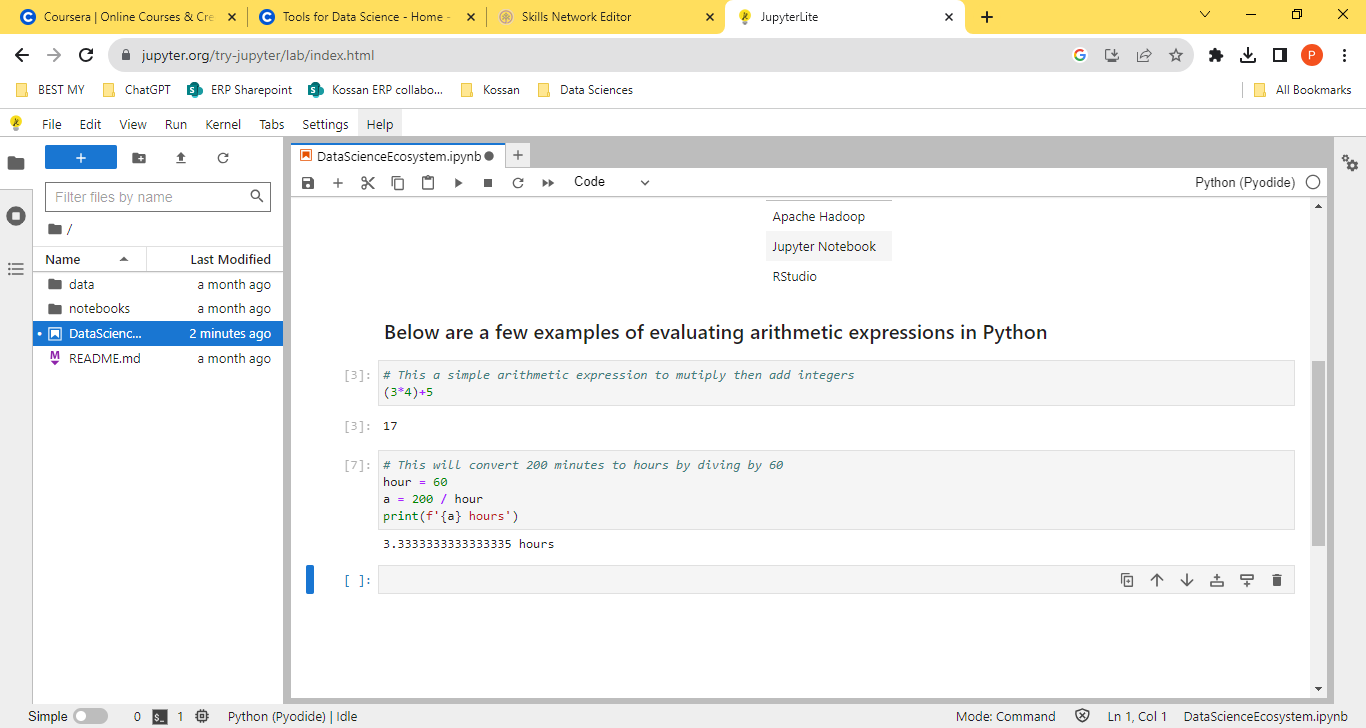 Coursera | Online Courses & Cre
Tools for Data Science - Home -
Skills Network Editor
JupyterLite
jupyter.org/try-jupyter/lab/index.html
P
BEST MY
ChatGPT
ERP Sharepoint
Kossan ERP collabo...
Kossan
Data Sciences
All Bookmarks
File Edit View Run Kernel Tabs Settings Help
DataScienceEcosystem.ipynb
Filter files by name
/
Name Last Modified
data a month ago
notebooks a month ago
DataScienc... 2 minutes ago
README.md a month ago
Code
Python (Pyodide)
Apache Hadoop
Jupyter Notebook
RStudio
Below are a few examples of evaluating arithmetic expressions in Python
[3]: # This a simple arithmetic expression to mutiply then add integers
(3*4)+5
[3]: 17
[7]: # This will convert 200 minutes to hours by diving by 60
hour = 60
a = 200 / hour
print(f'{a} hours')
3.3333333333333335 hours
[ ]:
Simple 0 $_ 1 Python (Pyodide) | Idle Mode: Command Ln 1, Col 1 DataScienceEcosystem.ipynb